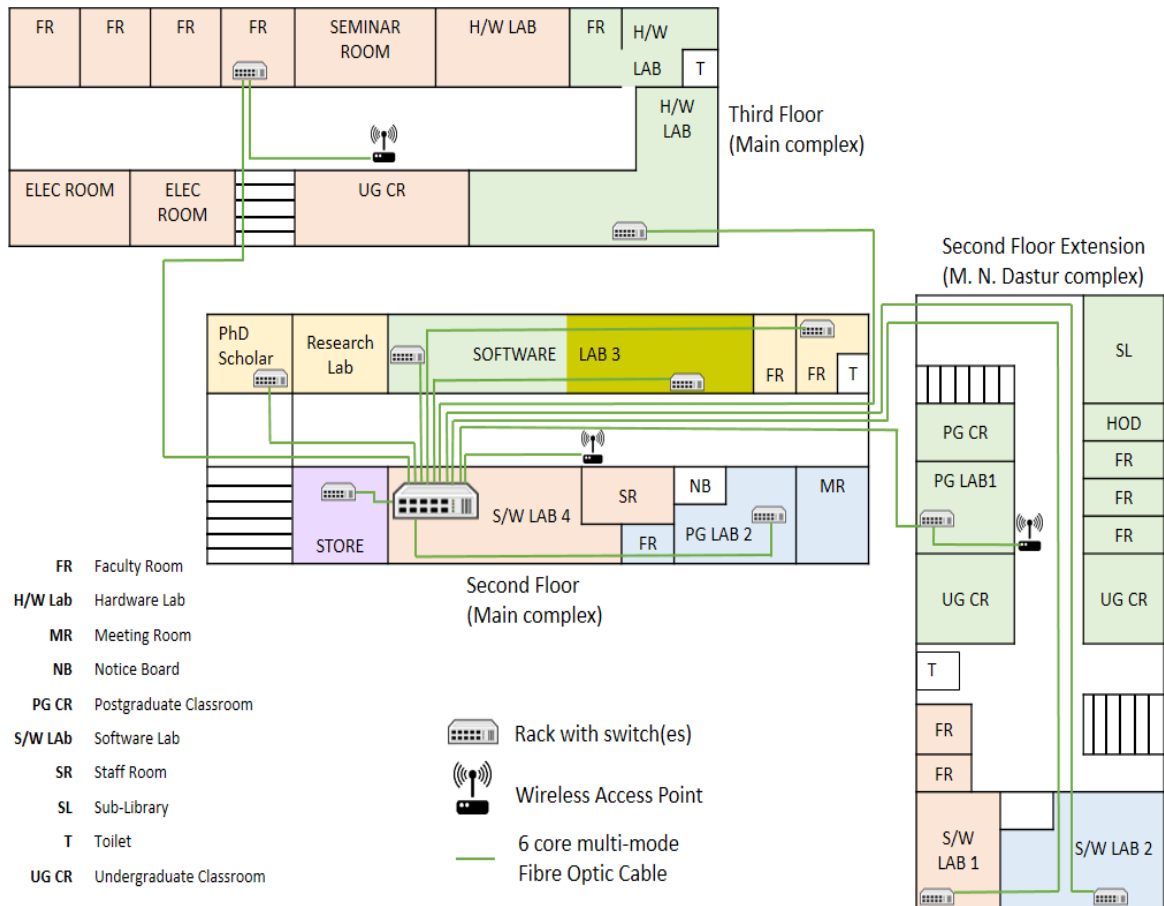 FR
FR
FR
FR
SEMINAR
ROOM
H/W LAB
FR
H/W
LAB
T
H/W
LAB
Third Floor
(Main complex)
ELEC ROOM
ELEC
ROOM
UG CR
Second Floor Extension
(M. N. Dastur complex)
PhD
Scholar
Research
Lab
SOFTWARE
LAB 3
FR
FR
T
SL
PG CR
HOD
FR
PG LAB1
FR
FR
UG CR
UG CR
STORE
S/W LAB 4
SR
NB
FR
PG LAB 2
MR
Second Floor
(Main complex)
T
FR
FR
S/W
LAB 1
S/W LAB 2
FR Faculty Room
H/W Lab Hardware Lab
MR Meeting Room
NB Notice Board
PG CR Postgraduate Classroom
S/W LAb Software Lab
SR Staff Room
SL Sub-Library
T Toilet
UG CR Undergraduate Classroom
Rack with switch(es)
Wireless Access Point
6 core multi-mode
Fibre Optic Cable